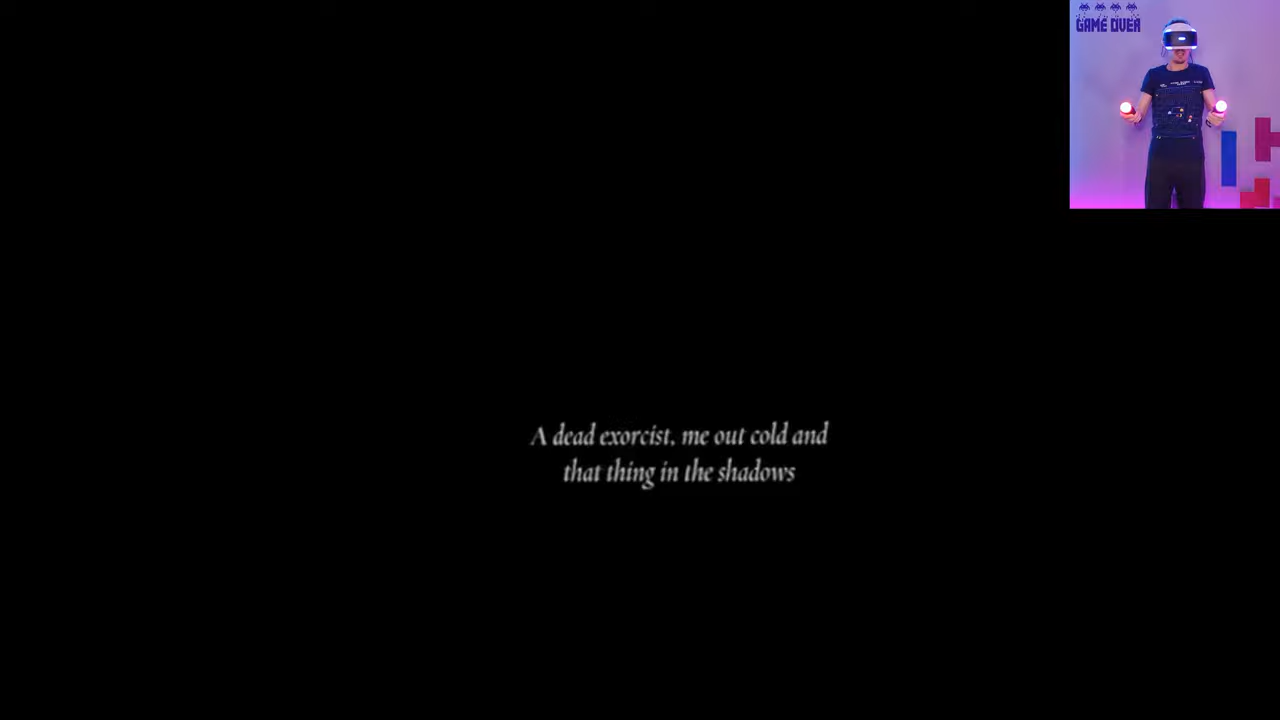 GAME OVER
A dead exorcist, me out cold and
that thing in the shadows